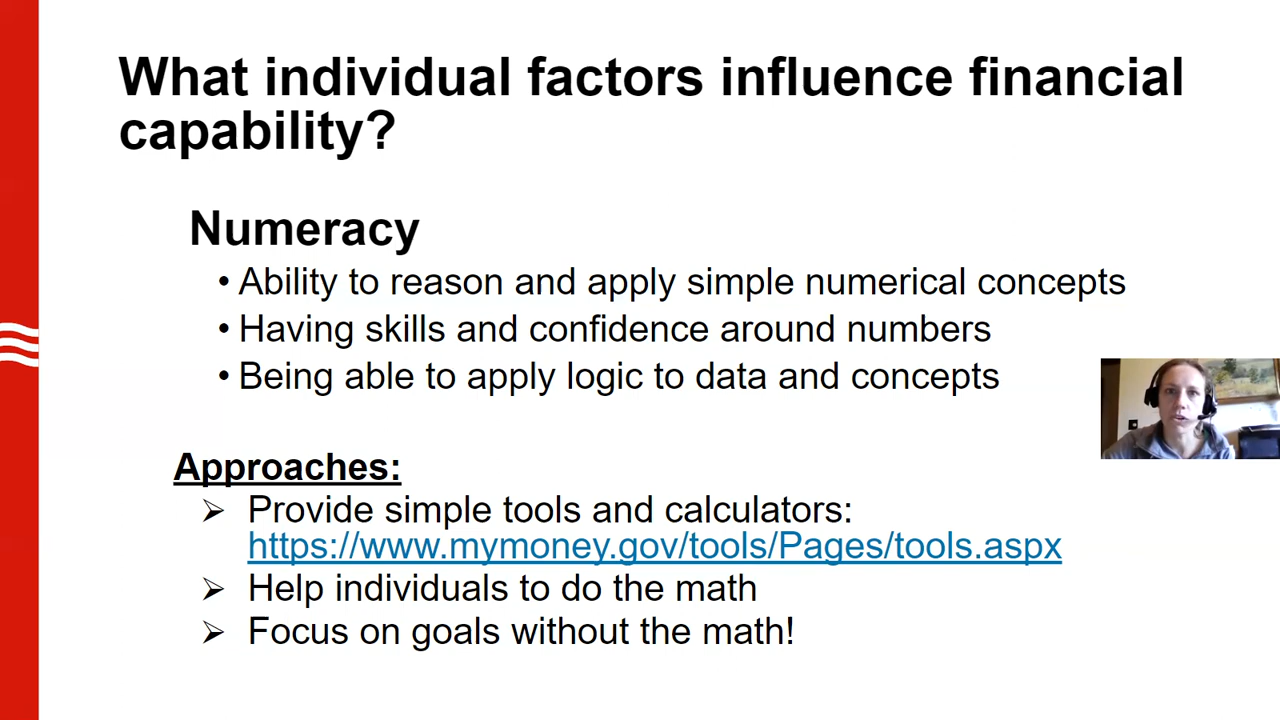 What individual factors influence financial
capability?
Numeracy
• Ability to reason and apply simple numerical concepts
• Having skills and confidence around numbers
• Being able to apply logic to data and concepts
Approaches:
➢ Provide simple tools and calculators:
https://www.mymoney.gov/tools/Pages/tools.aspx
➢ Help individuals to do the math
➢ Focus on goals without the math!